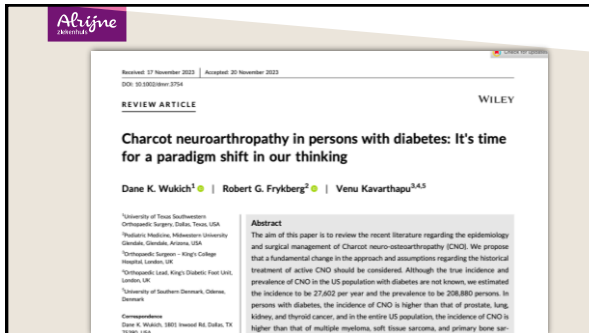 Alrijne
ziekenhuis
Check for updates
Received: 17 November 2023 | Accepted: 20 November 2023
DOI: 10.1002/dmrr.3754
REVIEW ARTICLE
WILEY
Charcot neuroarthropathy in persons with diabetes: It's time
for a paradigm shift in our thinking
Dane K. Wukich1 | Robert G. Frykberg2 | Venu Kavarthapu3,4,5
1University of Texas Southwestern
Orthopaedic Surgery, Dallas, Texas, USA
2Podiatric Medicine, Midwestern University
Glendale, Glendale, Arizona, USA
3Orthopaedic Surgeon – King's College
Hospital, London, UK
4Orthopaedic Lead, King's Diabetic Foot Unit,
London, UK
5University of Southern Denmark, Odense,
Denmark
Correspondence
Dane K. Wukich, 1801 Inwood Rd, Dallas, TX
75390, USA.
Abstract
The aim of this paper is to review the recent literature regarding the epidemiology
and surgical management of Charcot neuro-osteoarthropathy (CNO). We propose
that a fundamental change in the approach and assumptions regarding the historical
treatment of active CNO should be considered. Although the true incidence and
prevalence of CNO in the US population with diabetes are not known, we estimated
the incidence to be 27,602 per year and the prevalence to be 208,880 persons. In
persons with diabetes, the incidence of CNO is higher than that of prostate, lung,
kidney, and thyroid cancer, and in the entire US population, the incidence of CNO is
higher than that of multiple myeloma, soft tissue sarcoma, and primary bone sar-